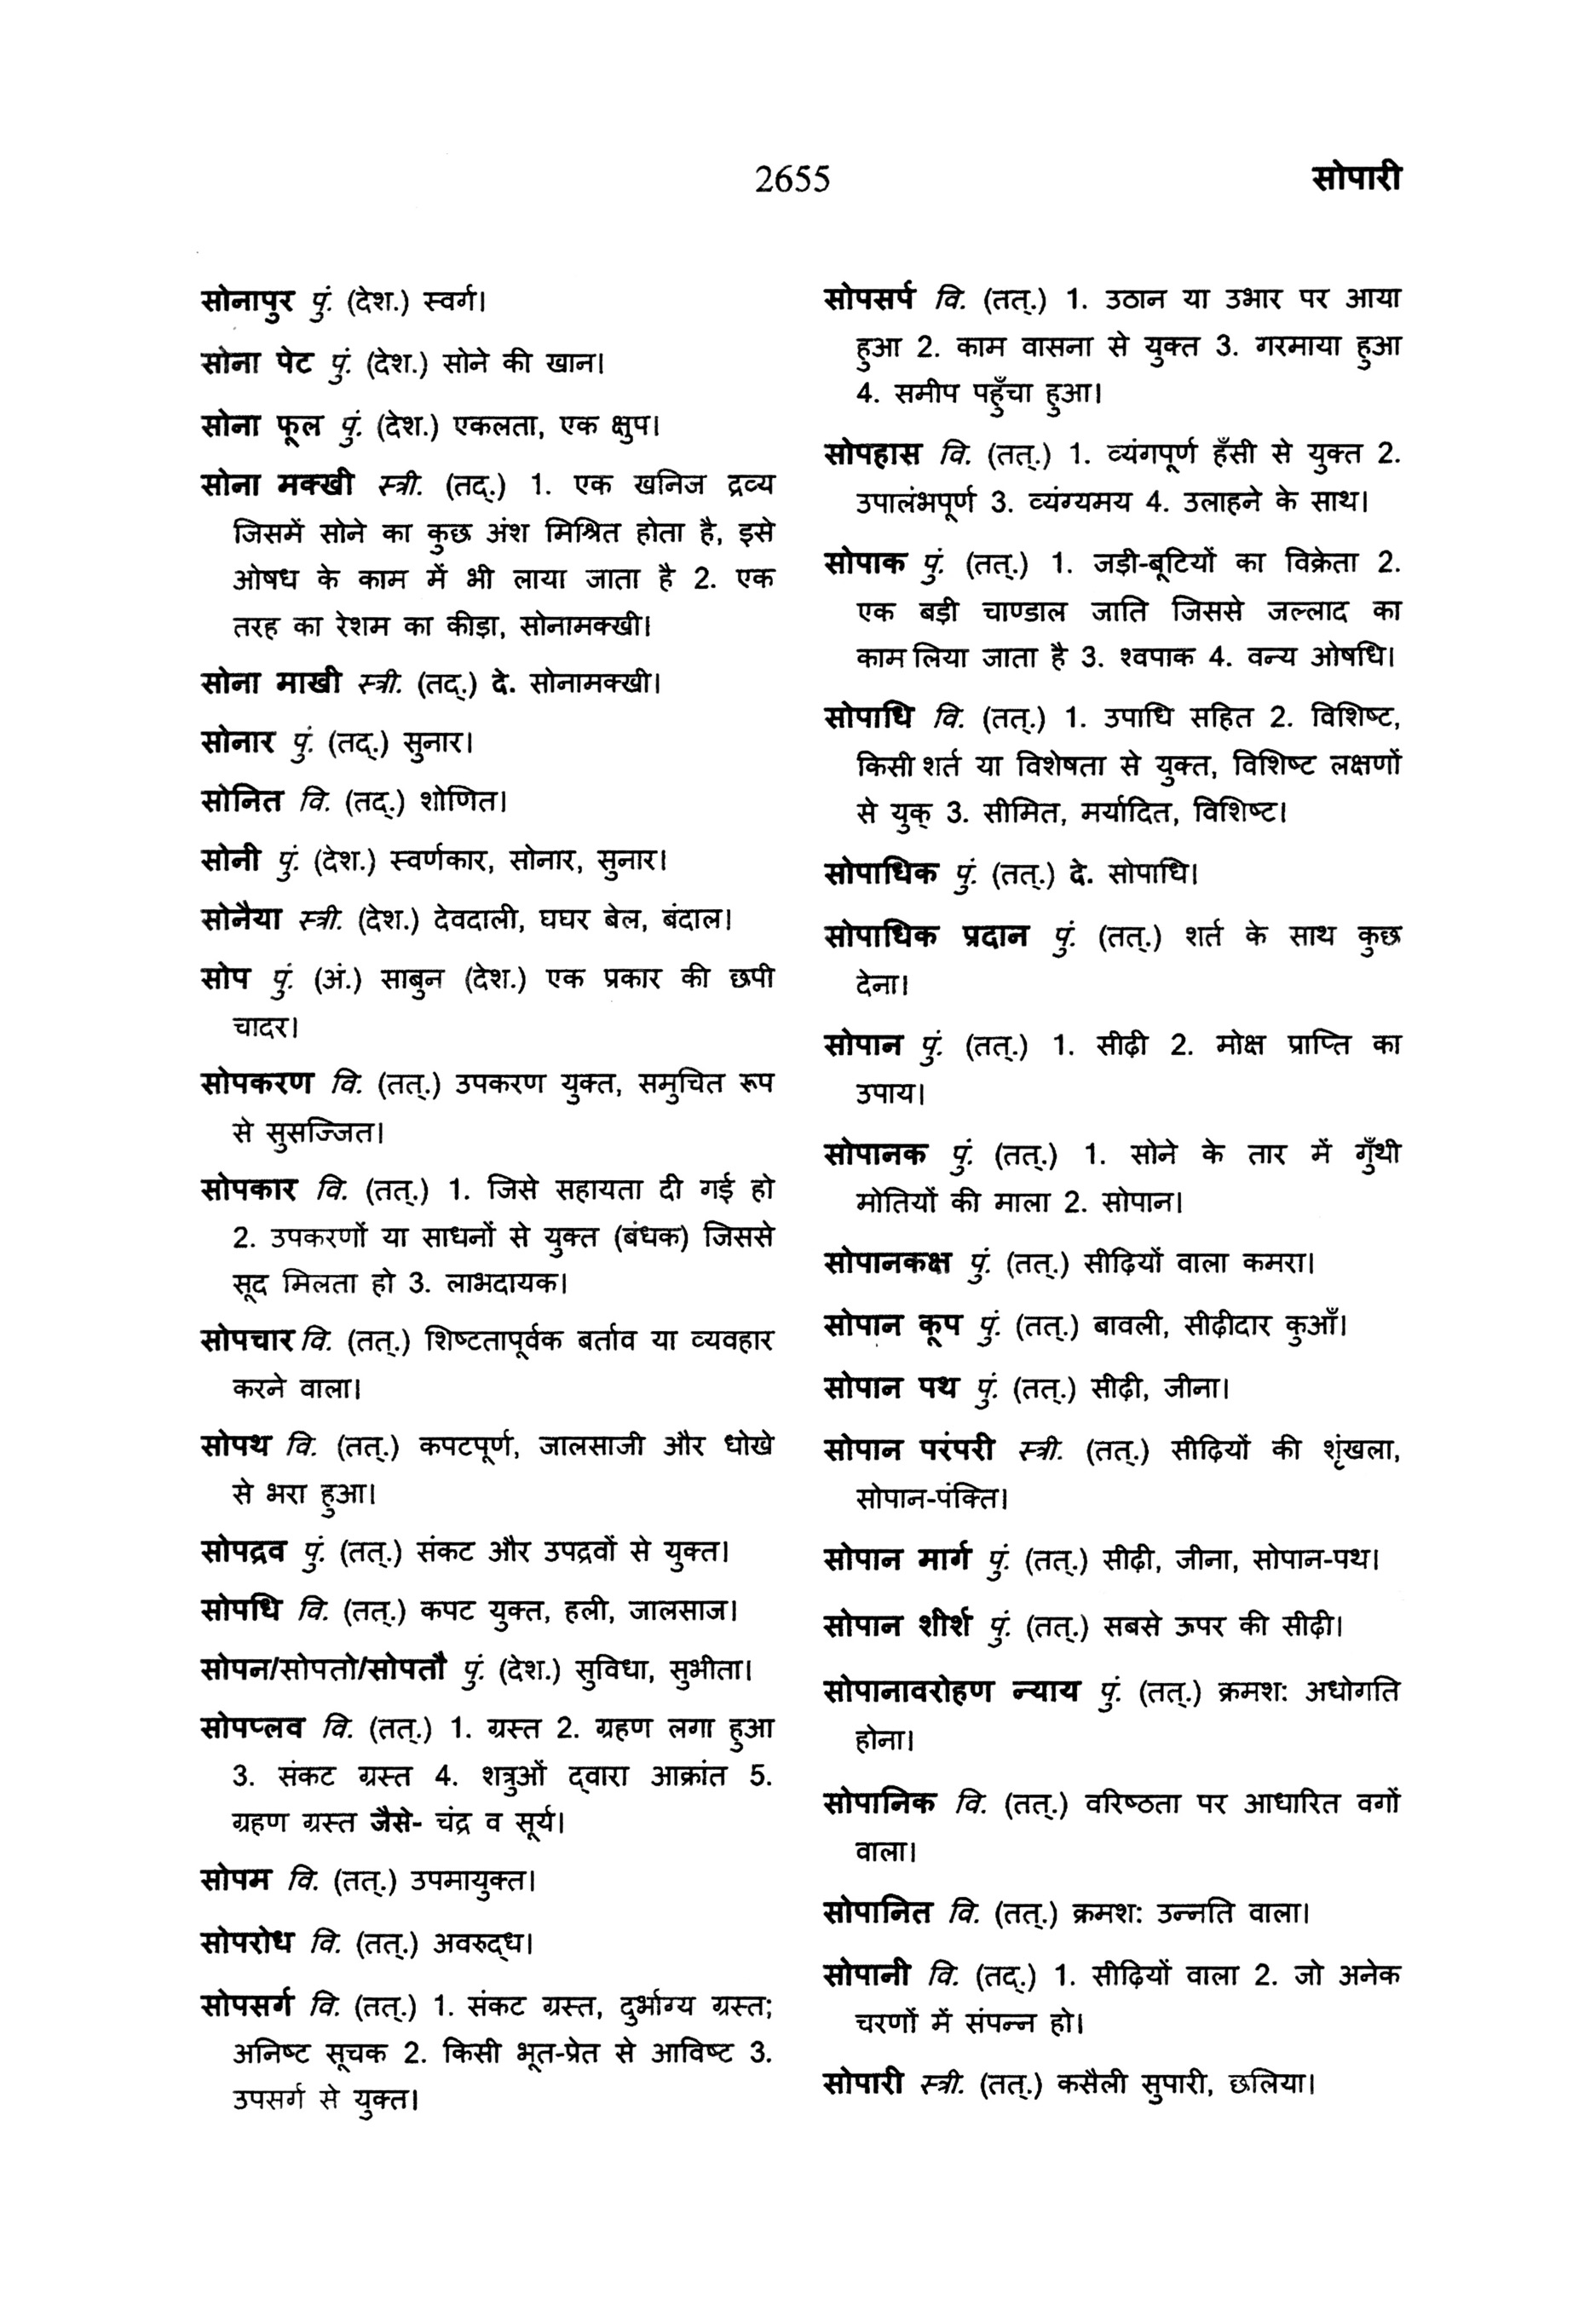 2655
सोपारी
सोनापुर पुं. (देश.) स्वर्ग।
सोना पेट पुं. (देश.) सोने की खान।
सोना फूल पुं. (देश.) एकलता, एक क्षुप।
सोना मक्खी स्त्री. (तद्.) 1. एक खनिज द्रव्य
जिसमें सोने का कुछ अंश मिश्रित होता है, इसे
ओषध के काम में भी लाया जाता है 2. एक
तरह का रेशम का कीड़ा, सोनामक्खी।
सोना माखी स्त्री. (तद्.) दे. सोनामक्खी।
सोनार पुं. (तद्.) सुनार।
सोनित वि. (तद्.) शोणित।
सोनी पुं. (देश.) स्वर्णकार, सोनार, सुनार।
सोनैया स्त्री. (देश.) देवदाली, घघर बेल, बंदाल।
सोप पुं. (अं.) साबुन (देश.) एक प्रकार की छपी
चादर।
सोपकरण वि. (तत्.) उपकरण युक्त, समुचित रूप
से सुसज्जित।
सोपकार वि. (तत्.) 1. जिसे सहायता दी गई हो
2. उपकरणों या साधनों से युक्त (बंधक) जिससे
सूद मिलता हो 3. लाभदायक।
सोपचार वि. (तत्.) शिष्टतापूर्वक बर्ताव या व्यवहार
करने वाला।
सोपथ वि. (तत्.) कपटपूर्ण, जालसाजी और धोखे
से भरा हुआ।
सोपद्रव पुं. (तत्.) संकट और उपद्रवों से युक्त।
सोपधि वि. (तत्.) कपट युक्त, हली, जालसाज।
सोपन/सोपतो/सोपतौ पुं. (देश.) सुविधा, सुभीता।
सोपप्लव वि. (तत्.) 1. ग्रस्त 2. ग्रहण लगा हुआ
3. संकट ग्रस्त 4. शत्रुओं द्वारा आक्रांत 5.
ग्रहण ग्रस्त जैसे- चंद्र व सूर्य।
सोपम वि. (तत्.) उपमायुक्त।
सोपरोध वि. (तत्.) अवरुद्ध।
सोपसर्ग वि. (तत्.) 1. संकट ग्रस्त, दुर्भाग्य ग्रस्त;
अनिष्ट सूचक 2. किसी भूत-प्रेत से आविष्ट 3.
उपसर्ग से युक्त।
सोपसर्प वि. (तत्.) 1. उठान या उभार पर आया
हुआ 2. काम वासना से युक्त 3. गरमाया हुआ
4. समीप पहुँचा हुआ।
सोपहास वि. (तत्.) 1. व्यंगपूर्ण हँसी से युक्त 2.
उपालंभपूर्ण 3. व्यंग्यमय 4. उलाहने के साथ।
सोपाक पुं. (तत्.) 1. जड़ी-बूटियों का विक्रेता 2.
एक बड़ी चाण्डाल जाति जिससे जल्लाद का
काम लिया जाता है 3. श्वपाक 4. वन्य ओषधि।
सोपाधि वि. (तत्.) 1. उपाधि सहित 2. विशिष्ट,
किसी शर्त या विशेषता से युक्त, विशिष्ट लक्षणों
से युक् 3. सीमित, मर्यादित, विशिष्ट।
सोपाधिक पुं. (तत्.) दे. सोपाधि।
सोपाधिक प्रदान पुं. (तत्.) शर्त के साथ कुछ
देना।
सोपान पुं. (तत्.) 1. सीढ़ी 2. मोक्ष प्राप्ति का
उपाय।
सोपानक पुं. (तत्.) 1. सोने के तार में गुँथी
मोतियों की माला 2. सोपान।
सोपानकक्ष पुं. (तत्.) सीढ़ियों वाला कमरा।
सोपान कूप पुं. (तत्.) बावली, सीढ़ीदार कुआँ।
सोपान पथ पुं. (तत्.) सीढ़ी, जीना।
सोपान परंपरी स्त्री. (तत्.) सीढ़ियों की शृंखला,
सोपान-पंक्ति।
सोपान मार्ग पुं. (तत्.) सीढ़ी, जीना, सोपान-पथ।
सोपान शीर्श पुं. (तत्.) सबसे ऊपर की सीढ़ी।
सोपानावरोहण न्याय पुं. (तत्.) क्रमश: अधोगति
होना।
सोपानिक वि. (तत्.) वरिष्ठता पर आधारित वगों
वाला।
सोपानित वि. (तत्.) क्रमश: उन्नति वाला।
सोपानी वि. (तद्.) 1. सीढ़ियों वाला 2. जो अनेक
चरणों में संपन्न हो।
सोपारी स्त्री. (तत्.) कसैली सुपारी, छलिया।